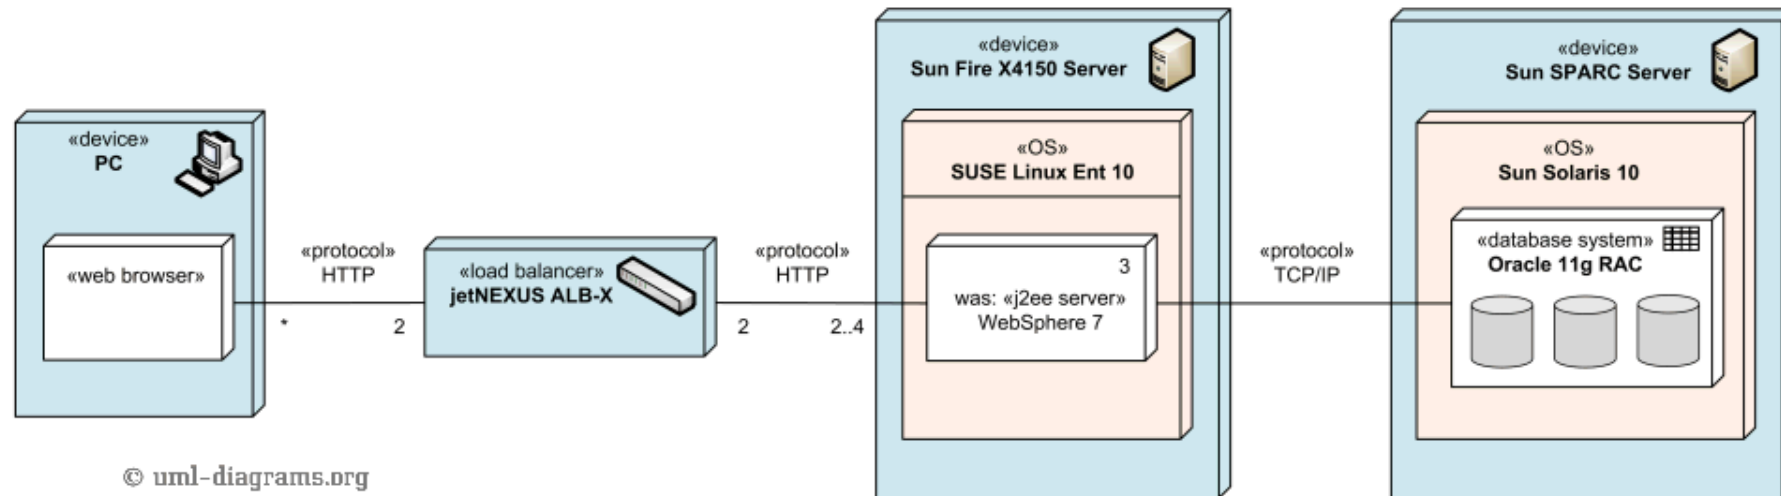 «device»
PC
«web browser»
«protocol»
HTTP
*
2
«load balancer»
jetNEXUS ALB-X
«protocol»
HTTP
2
2..4
«device»
Sun Fire X4150 Server
«OS»
SUSE Linux Ent 10
3
was: «j2ee server»
WebSphere 7
«protocol»
TCP/IP
«device»
Sun SPARC Server
«OS»
Sun Solaris 10
«database system»
Oracle 11g RAC
© uml-diagrams.org